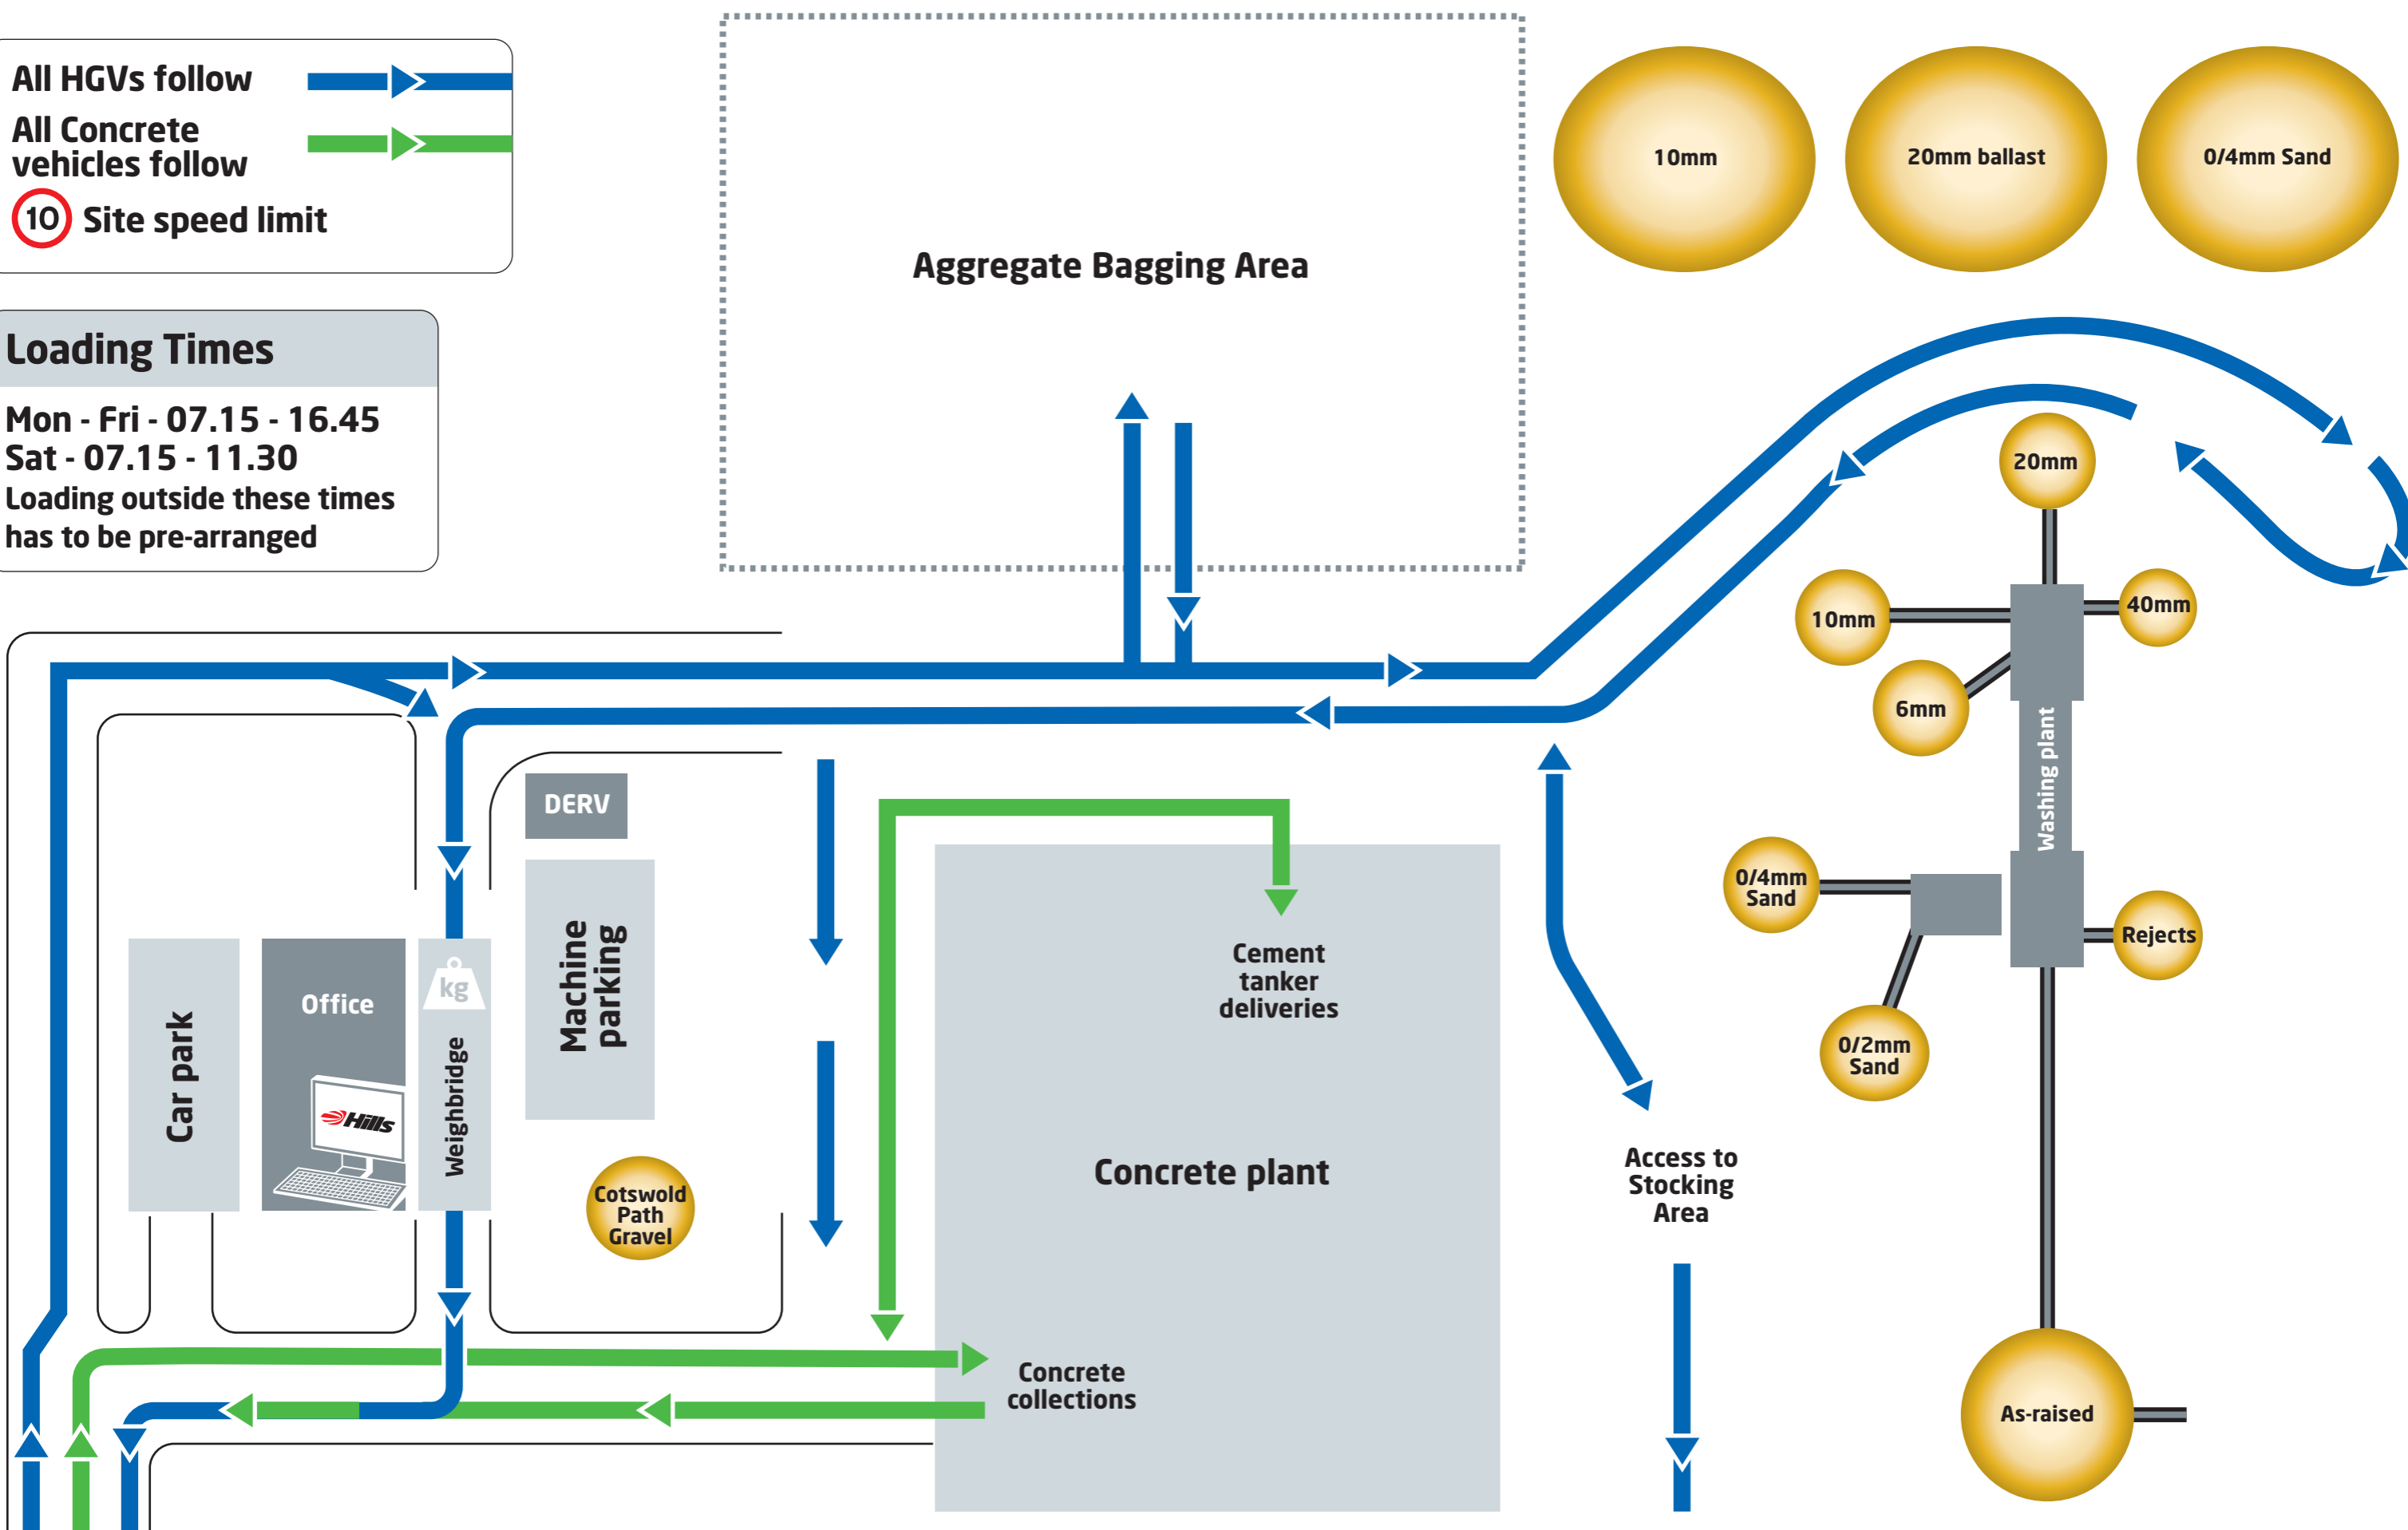 All HGVs follow
All Concrete
vehicles follow
10 Site speed limit
Loading Times
Mon - Fri - 07.15 - 16.45
Sat - 07.15 - 11.30
Loading outside these times
has to be pre-arranged
Aggregate Bagging Area
10mm
20mm ballast
0/4mm Sand
20mm
10mm
40mm
6mm
Washing plant
0/4mm
Sand
Rejects
0/2mm
Sand
As-raised
DERV
Machine
parking
Car park
Office
Hills
kg
Weighbridge
Cotswold
Path
Gravel
Cement
tanker
deliveries
Concrete plant
Concrete
collections
Access to
Stocking
Area